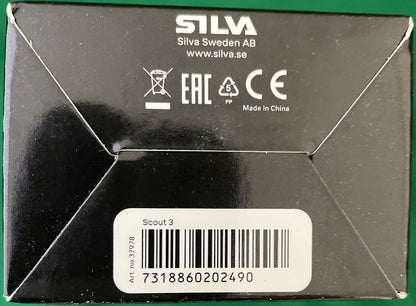 SILVA
Silva Sweden AB
www.silva.se
EAC
5
PP
CE
Made in China
Scout 3
Art. no 37978
7318860202490